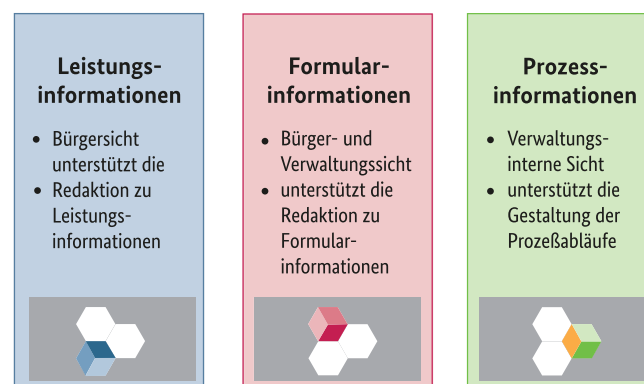 Leistungs-
informationen
• Bürgersicht
unterstützt die
• Redaktion zu
Leistungs-
informationen
Formular-
informationen
• Bürger- und
Verwaltungssicht
• unterstützt die
Redaktion zu
Formular-
informationen
Prozess-
informationen
• Verwaltungs-
interne Sicht
• unterstützt die
Gestaltung der
Prozeßabläufe